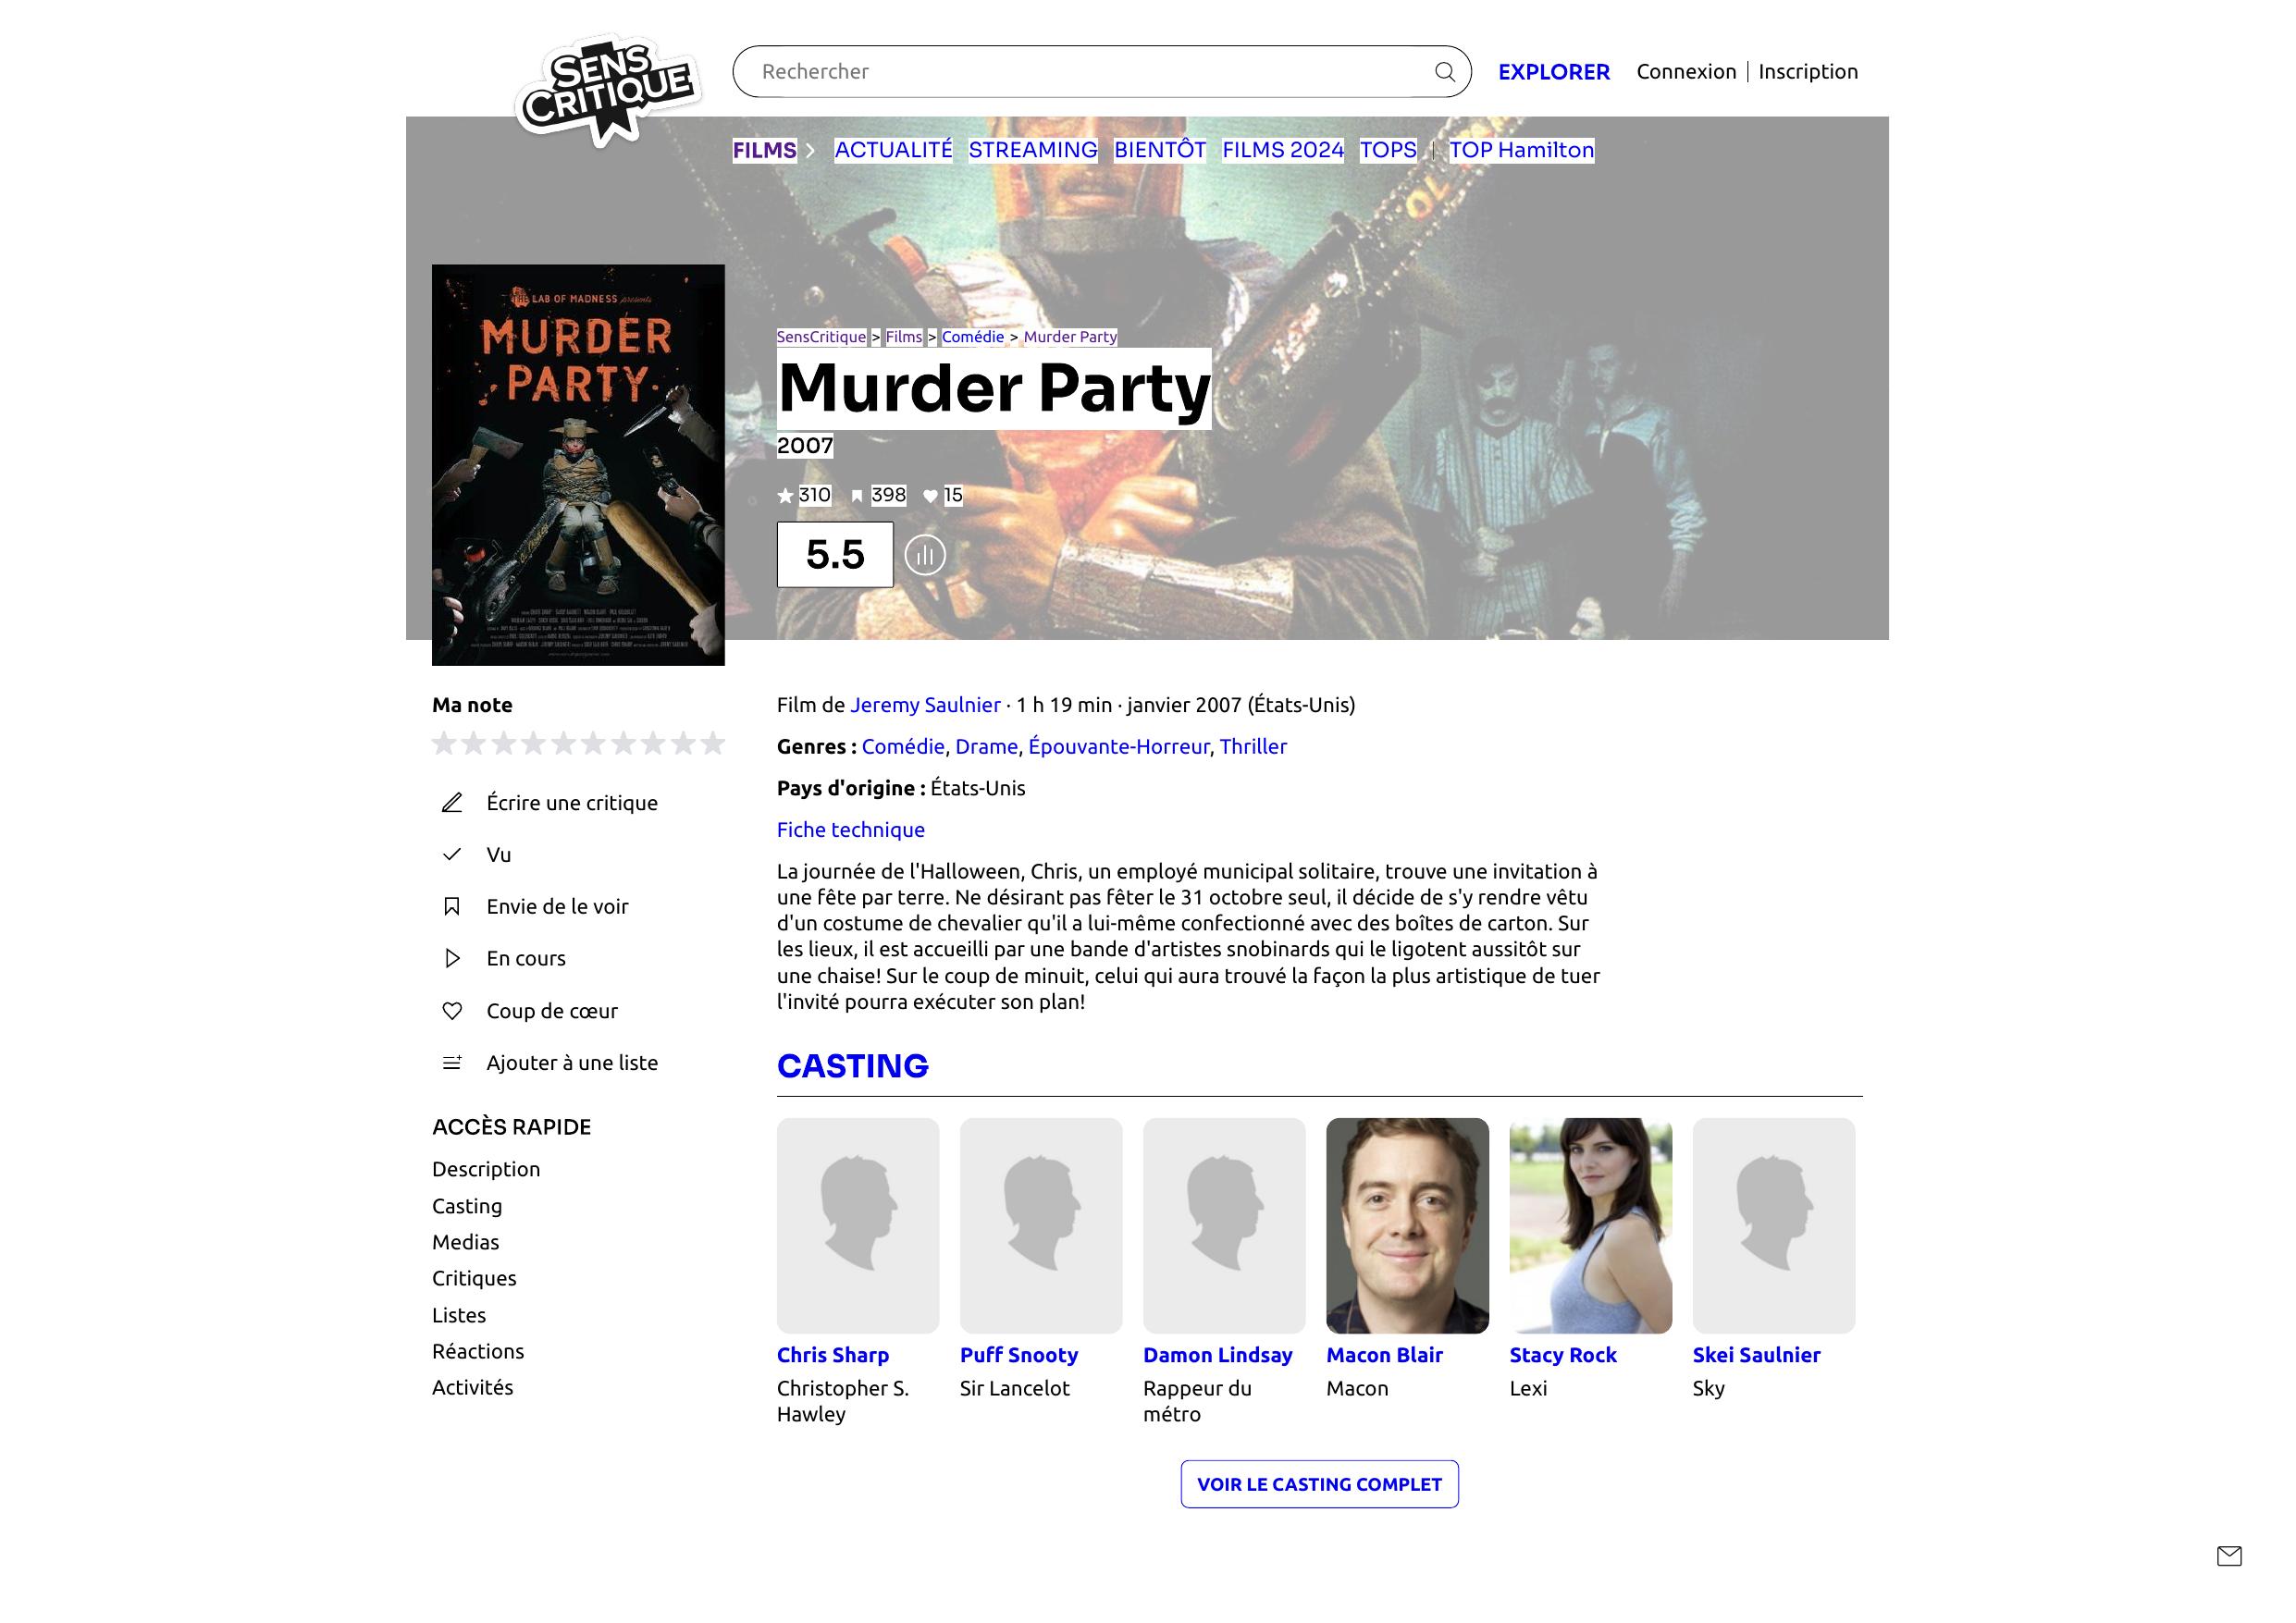 SENS
CRITIQUE
Rechercher
EXPLORER
Connexion | Inscription
FILMS
ACTUALITÉ
STREAMING
BIENTÔT
FILMS 2024
TOPS
|
TOP Hamilton
THE LAB OF MADNESS presents
MURDER
PARTY
SensCritique > Films > Comédie > Murder Party
Murder Party
2007
310
398
15
5.5
Ma note
Écrire une critique
Vu
Envie de le voir
En cours
Coup de cœur
Ajouter à une liste
ACCÈS RAPIDE
Description
Casting
Medias
Critiques
Listes
Réactions
Activités
Film de Jeremy Saulnier · 1 h 19 min · janvier 2007 (États-Unis)
Genres : Comédie, Drame, Épouvante-Horreur, Thriller
Pays d'origine : États-Unis
Fiche technique
La journée de l'Halloween, Chris, un employé municipal solitaire, trouve une invitation à
une fête par terre. Ne désirant pas fêter le 31 octobre seul, il décide de s'y rendre vêtu
d'un costume de chevalier qu'il a lui-même confectionné avec des boîtes de carton. Sur
les lieux, il est accueilli par une bande d'artistes snobinards qui le ligotent aussitôt sur
une chaise! Sur le coup de minuit, celui qui aura trouvé la façon la plus artistique de tuer
l'invité pourra exécuter son plan!
CASTING
Chris Sharp
Christopher S.
Hawley
Puff Snooty
Sir Lancelot
Damon Lindsay
Rappeur du
métro
Macon Blair
Macon
Stacy Rock
Lexi
Skei Saulnier
Sky
VOIR LE CASTING COMPLET